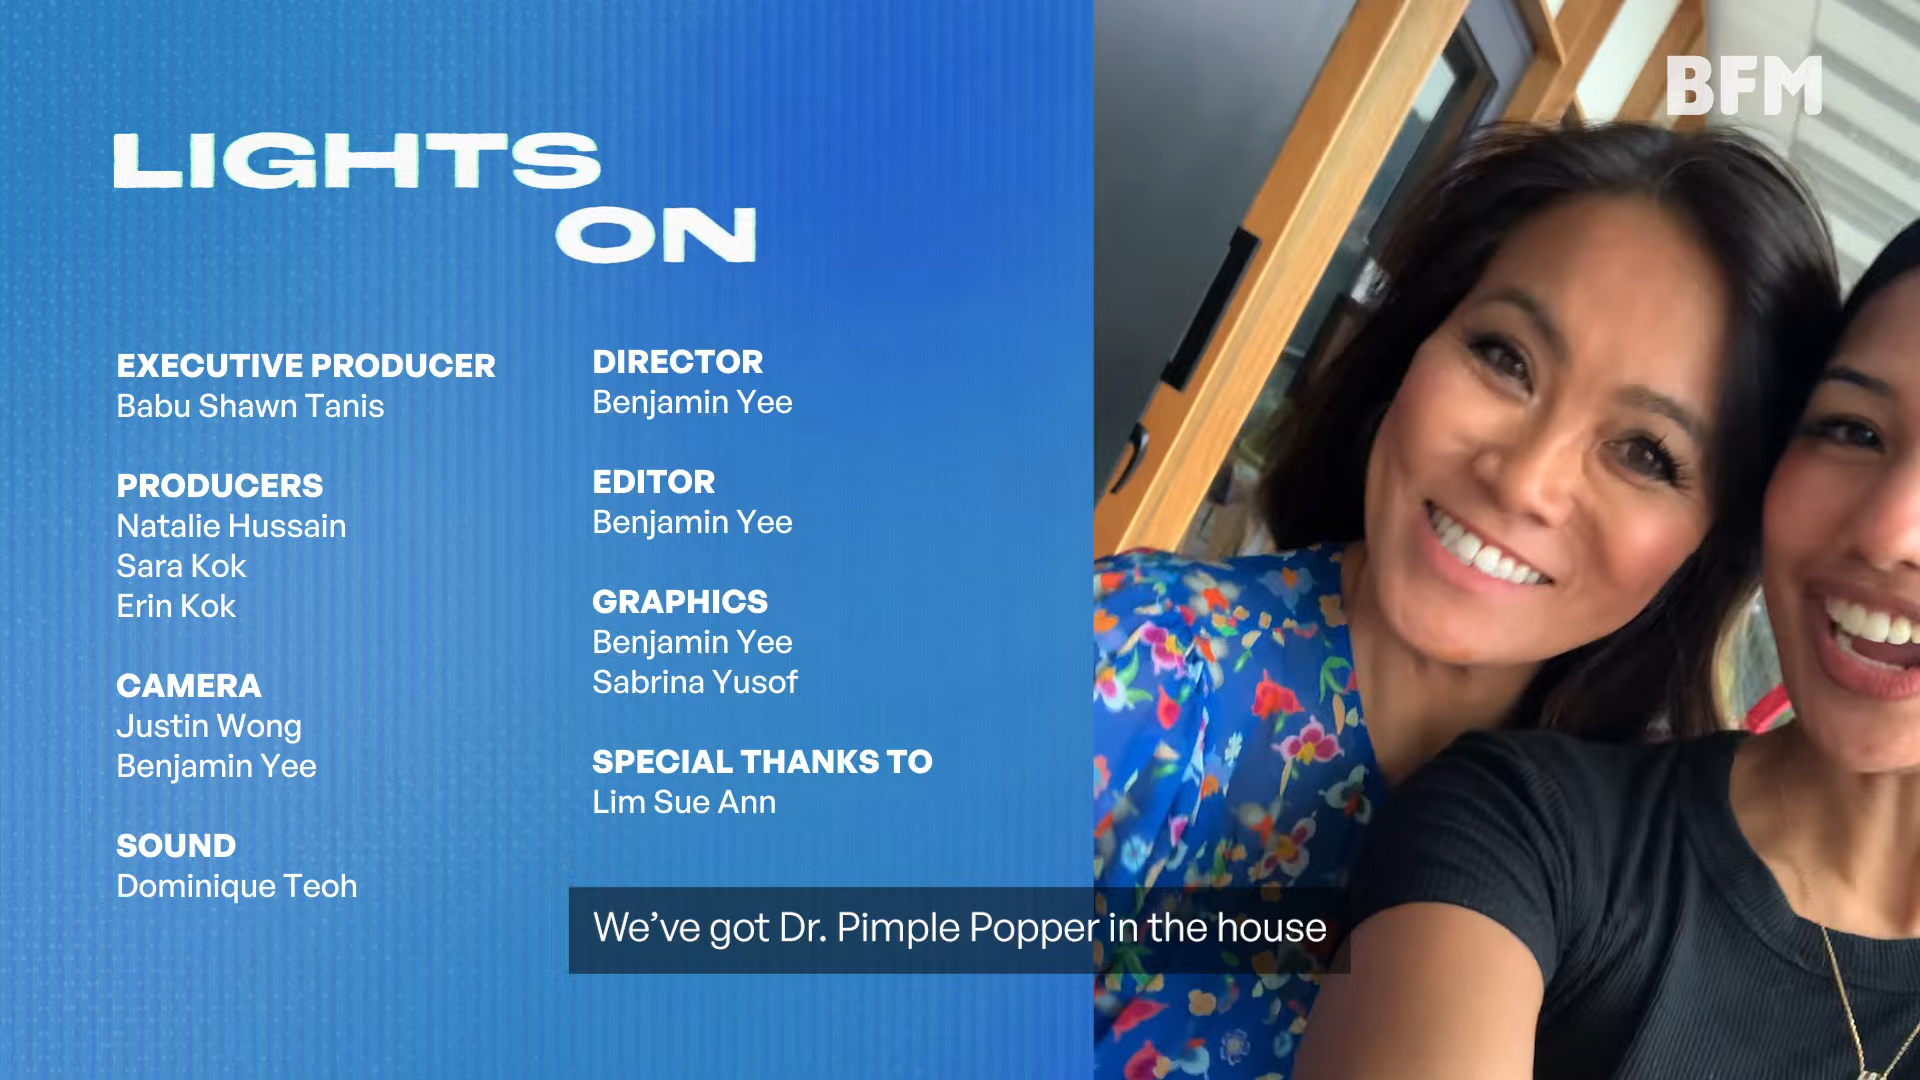 BFM
LIGHTS
ON
EXECUTIVE PRODUCER
Babu Shawn Tanis
PRODUCERS
Natalie Hussain
Sara Kok
Erin Kok
CAMERA
Justin Wong
Benjamin Yee
SOUND
Dominique Teoh
DIRECTOR
Benjamin Yee
EDITOR
Benjamin Yee
GRAPHICS
Benjamin Yee
Sabrina Yusof
SPECIAL THANKS TO
Lim Sue Ann
We’ve got Dr. Pimple Popper in the house